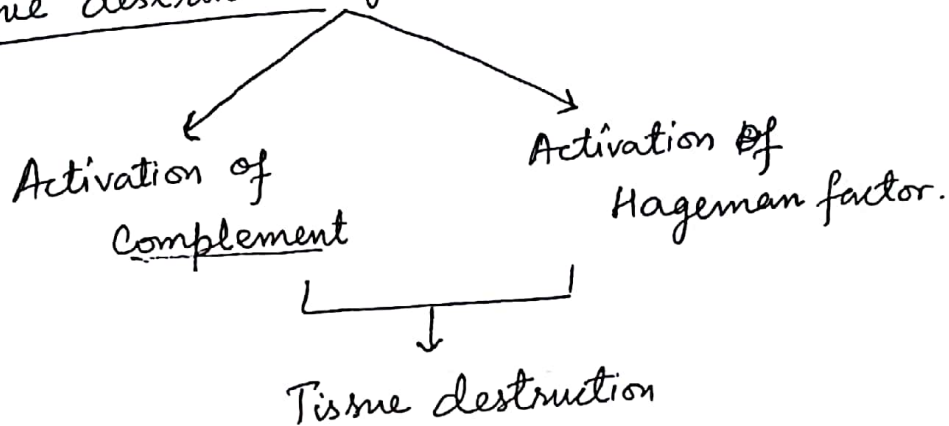 Activation of
Complement
Activation of
Hageman factor.
Tissue destruction